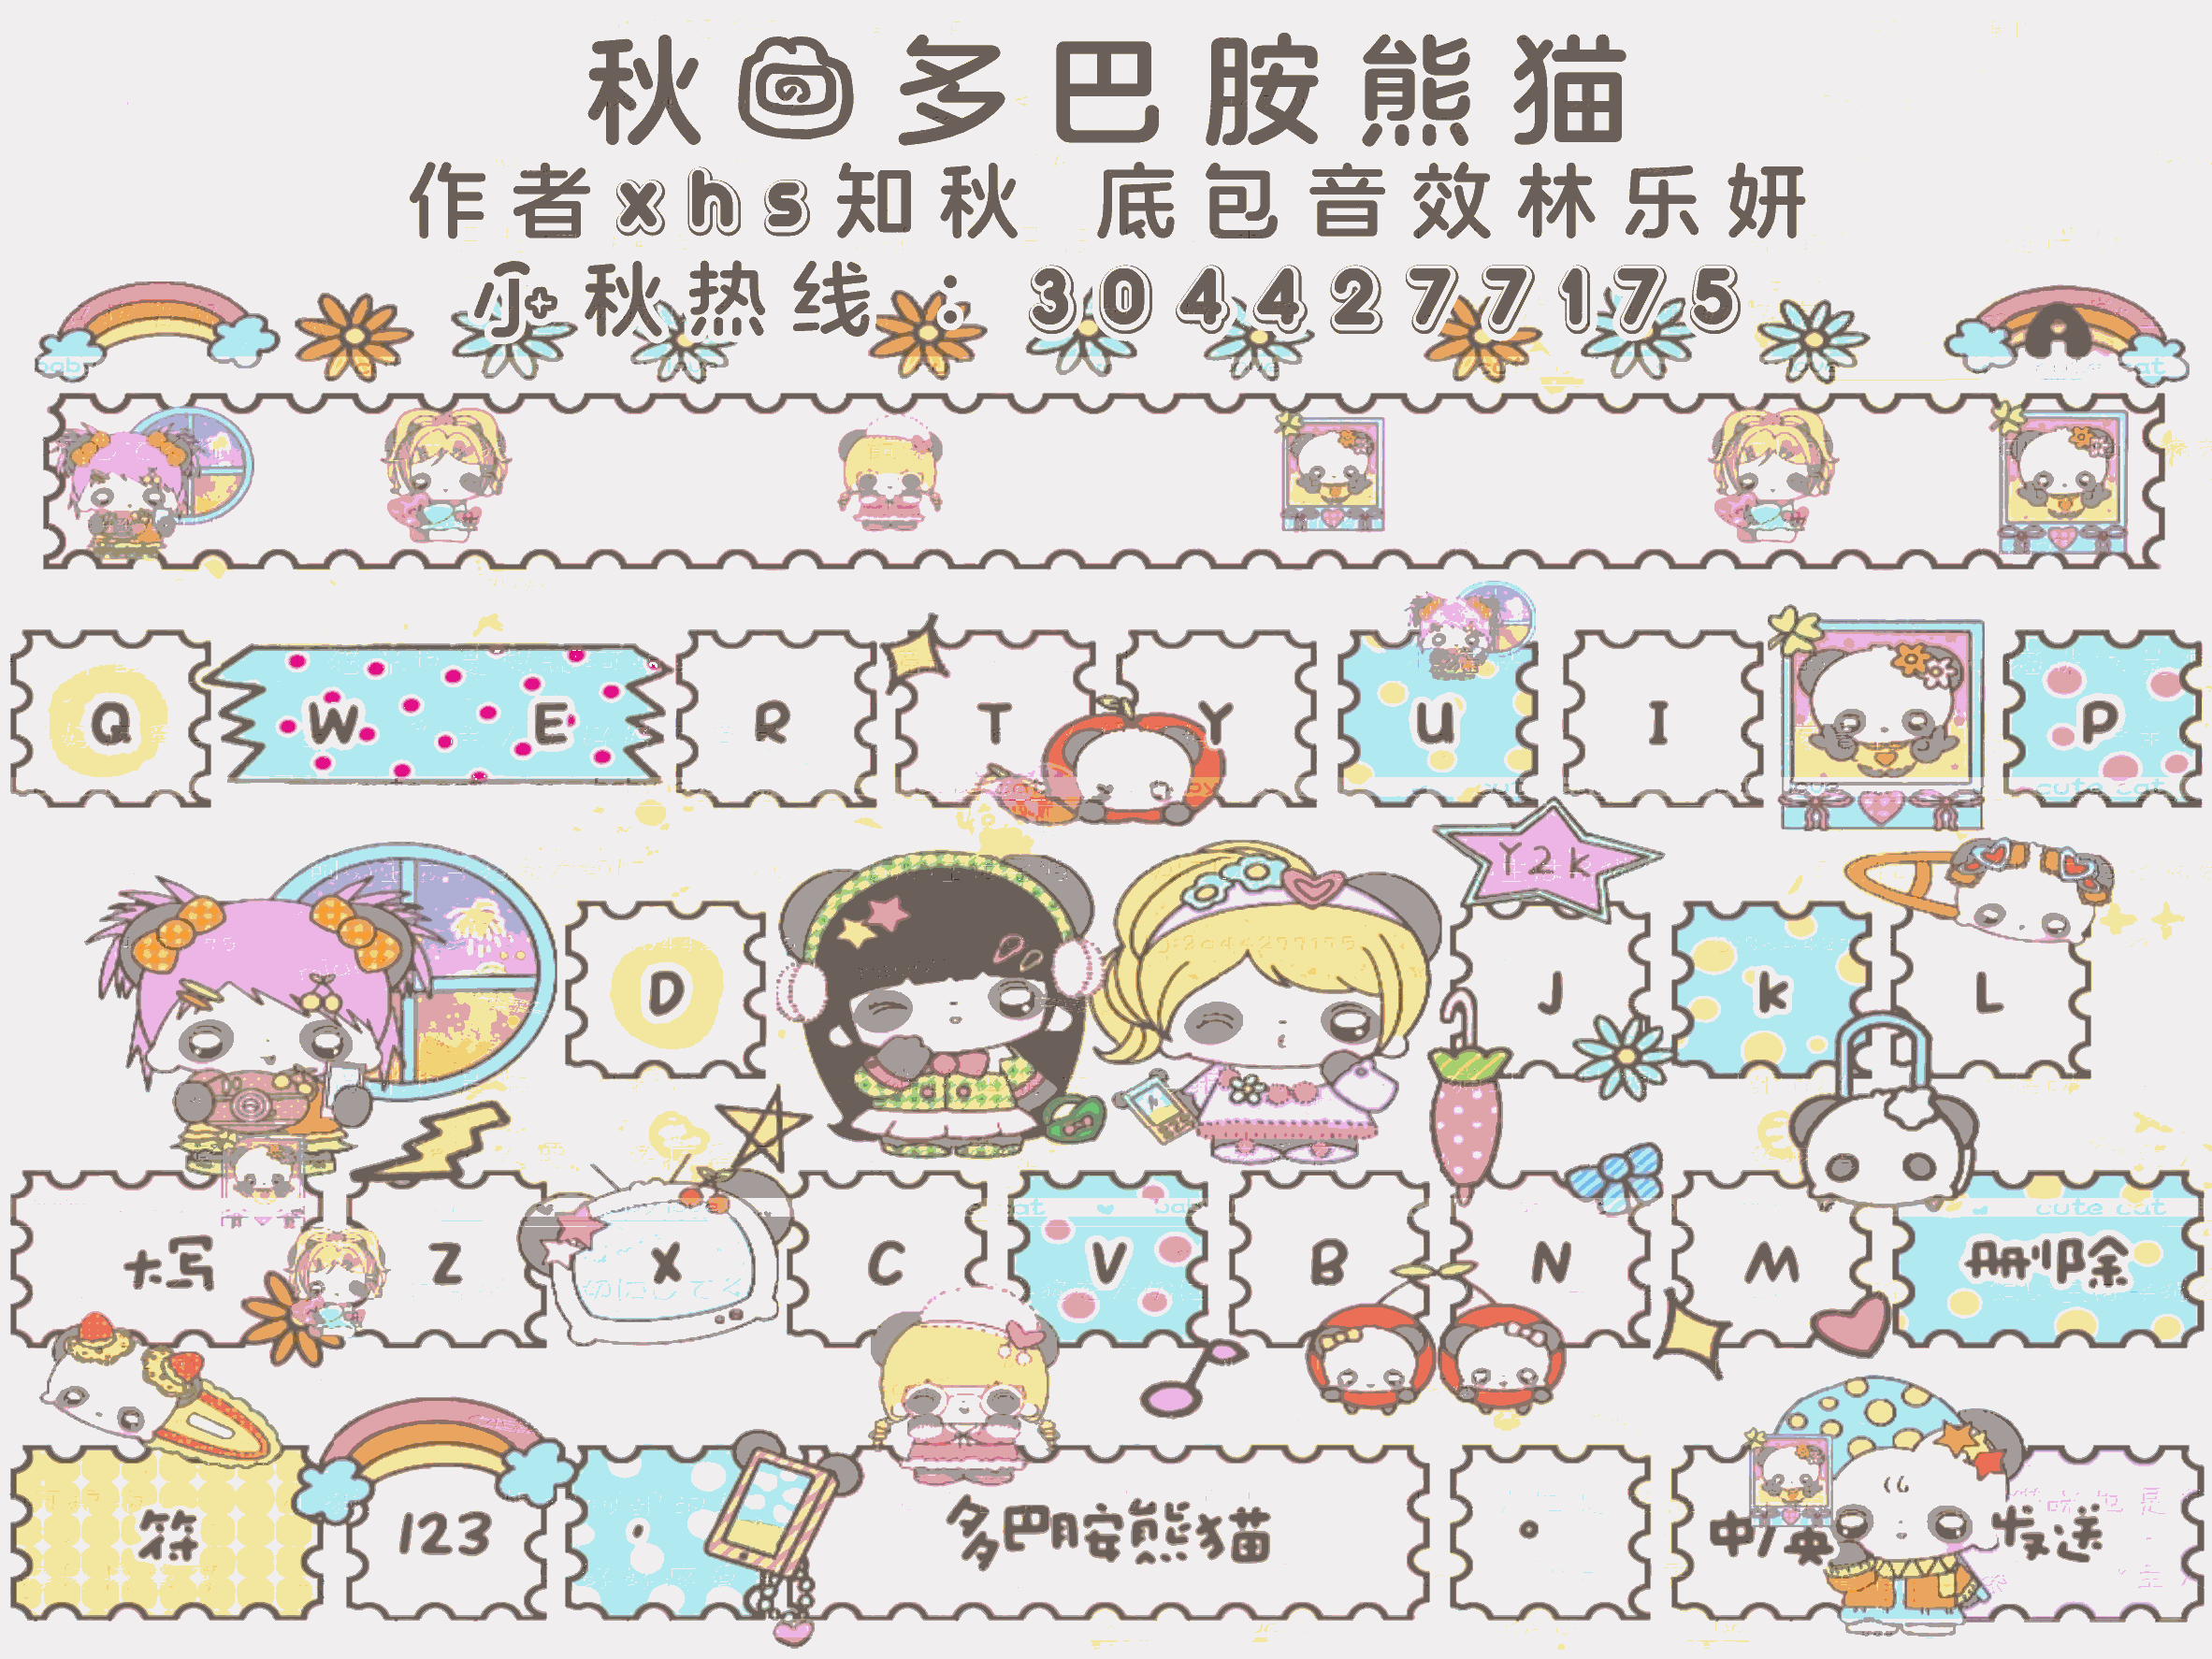 秋の多巴胺熊猫
作者xhs知秋 底包音效林乐妍
小秋热线：3044277175
A
Q W E R T Y U I P
Y2K
D J K L
大写 Z X C V B N M 删除
符 123 多巴胺熊猫 。 中/英 发送